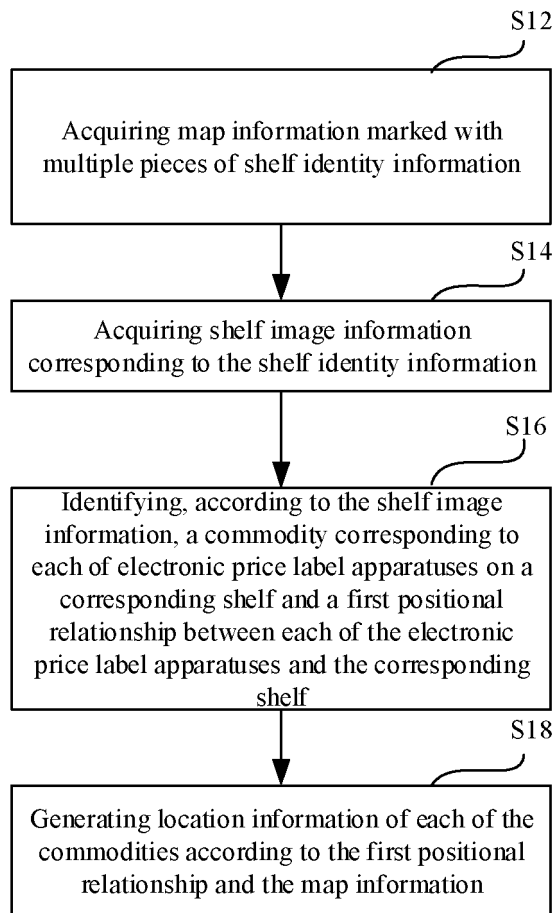 S12
Acquiring map information marked with
multiple pieces of shelf identity information
S14
Acquiring shelf image information
corresponding to the shelf identity information
S16
Identifying, according to the shelf image
information, a commodity corresponding to
each of electronic price label apparatuses on a
corresponding shelf and a first positional
relationship between each of the electronic
price label apparatuses and the corresponding
shelf
S18
Generating location information of each of the
commodities according to the first positional
relationship and the map information